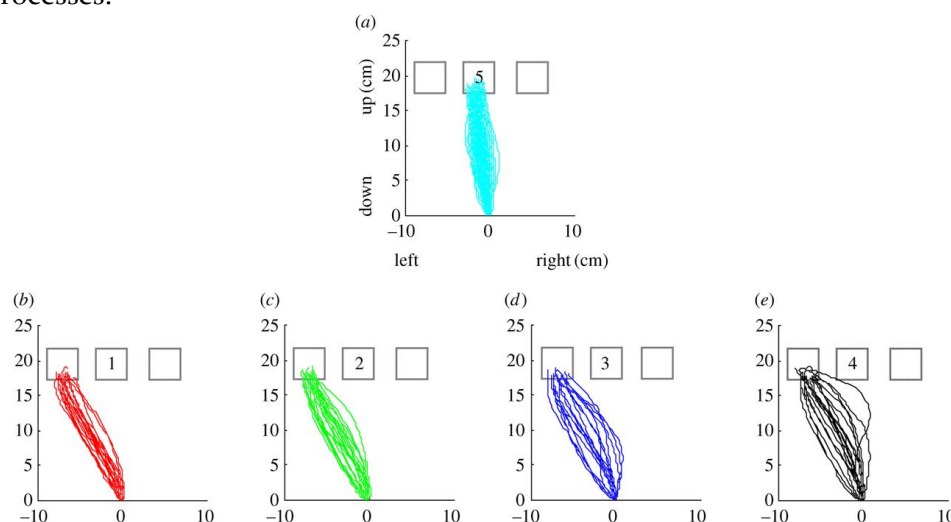 rocesses.
(a)
25
20
15
10
5
0
up (cm)
down
5
–10 0 10
left right (cm)
(b) (c) (d) (e)
25 25 25 25
20 20 20 20
1 2 3 4
15 15 15 15
10 10 10 10
5 5 5 5
0 0 0 0
–10 0 10 –10 0 10 –10 0 10 –10 0 10